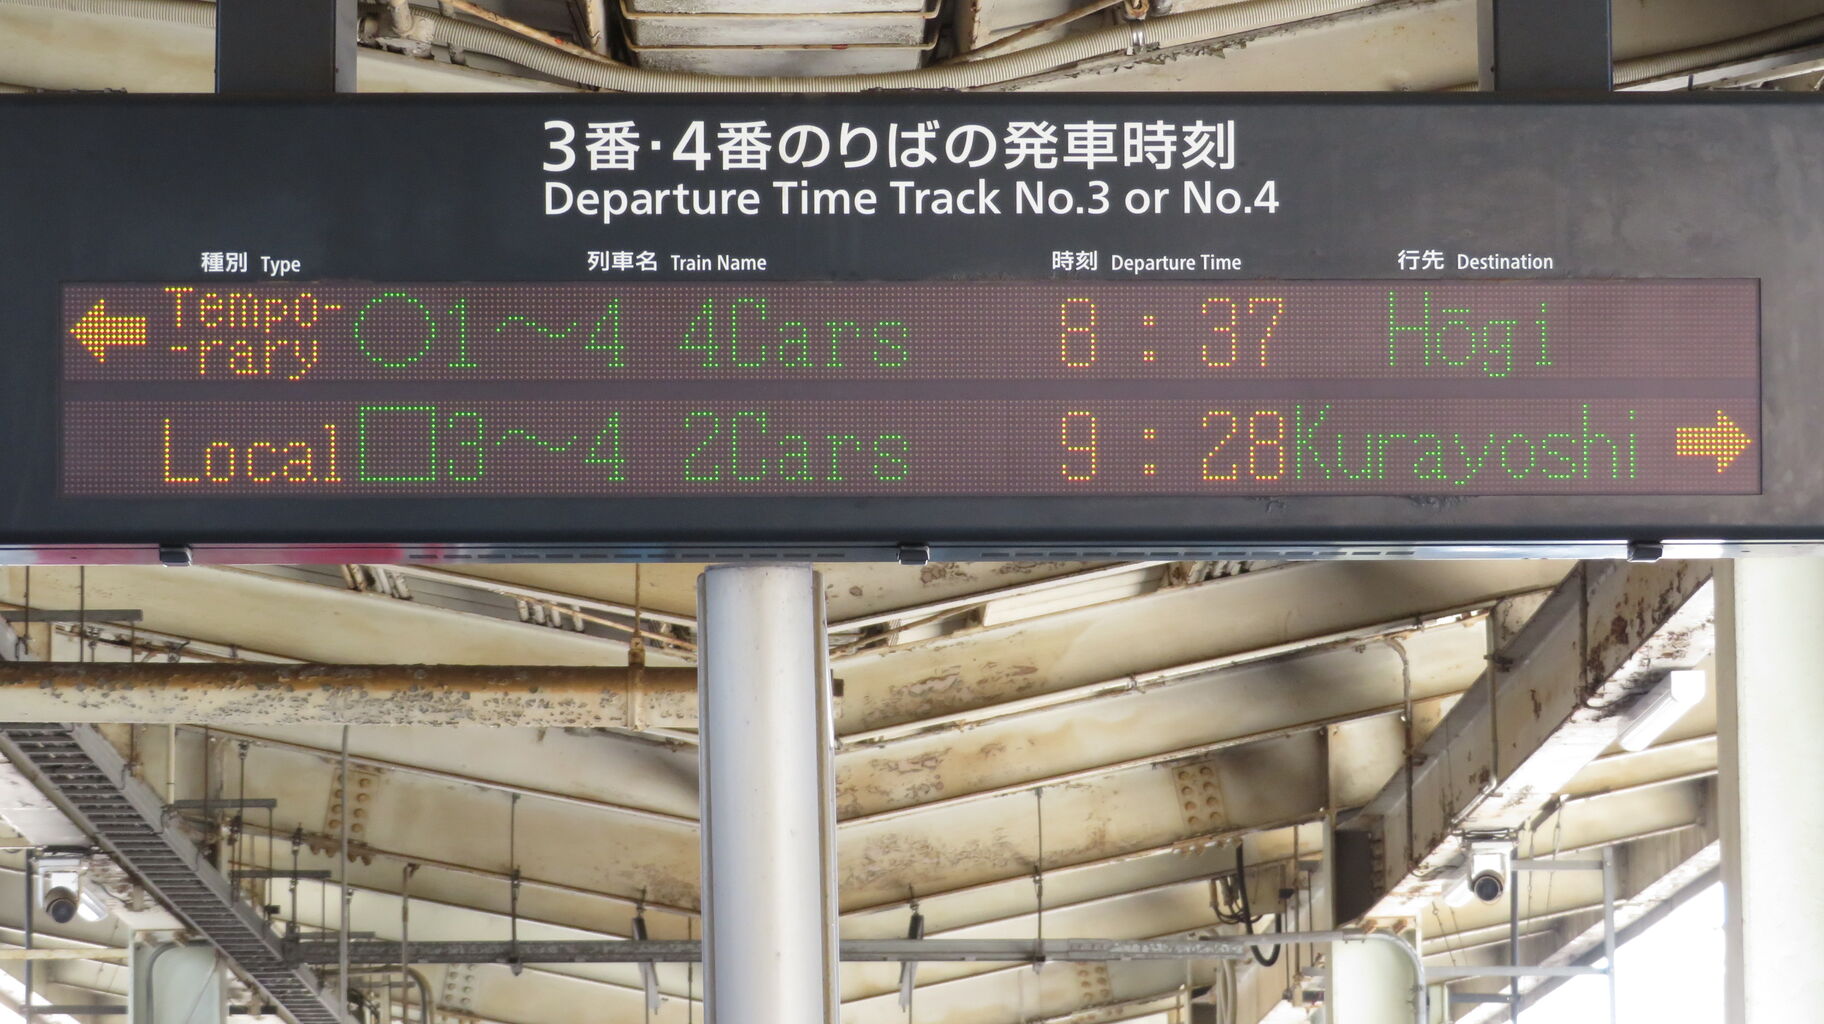 3番・4番のりばの発車時刻
Departure Time Track No.3 or No.4
種別 Type 列車名 Train Name 時刻 Departure Time 行先 Destination
← Tempo-
-rary ○1～4 4Cars 8:37 Hōgi
Local □3～4 2Cars 9:28 Kurayoshi →